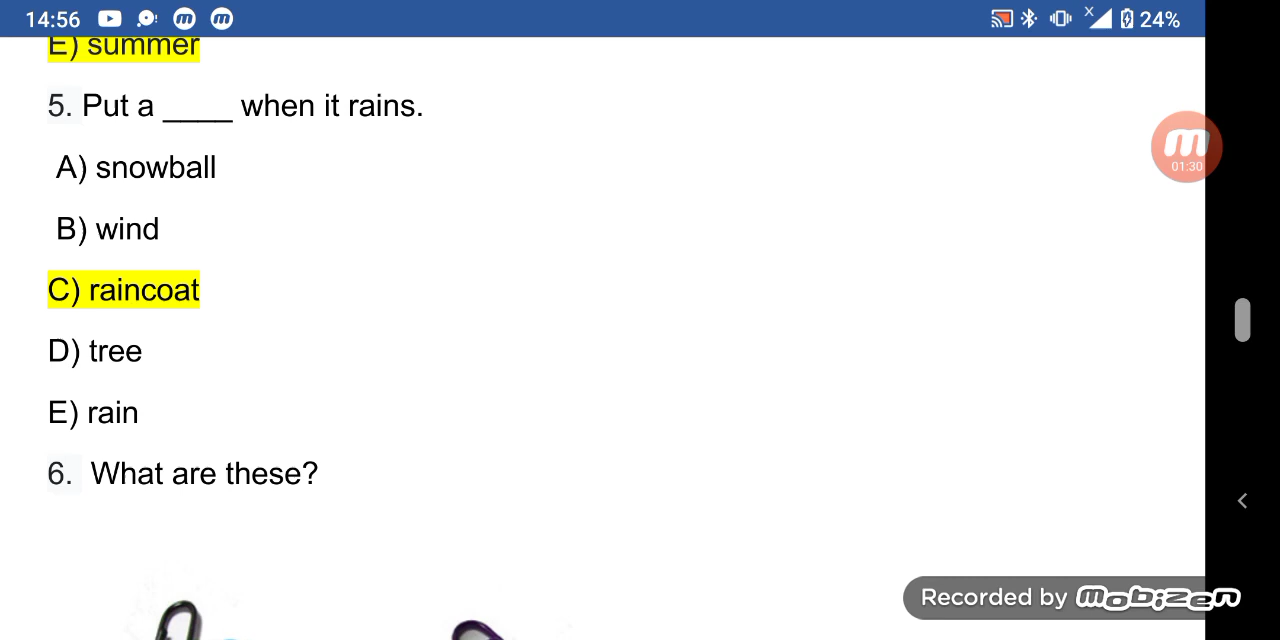 14:56 24%
E) summer
5. Put a ____ when it rains.
A) snowball
B) wind
C) raincoat
D) tree
E) rain
6. What are these?
m
01:30
Recorded by Mobizen